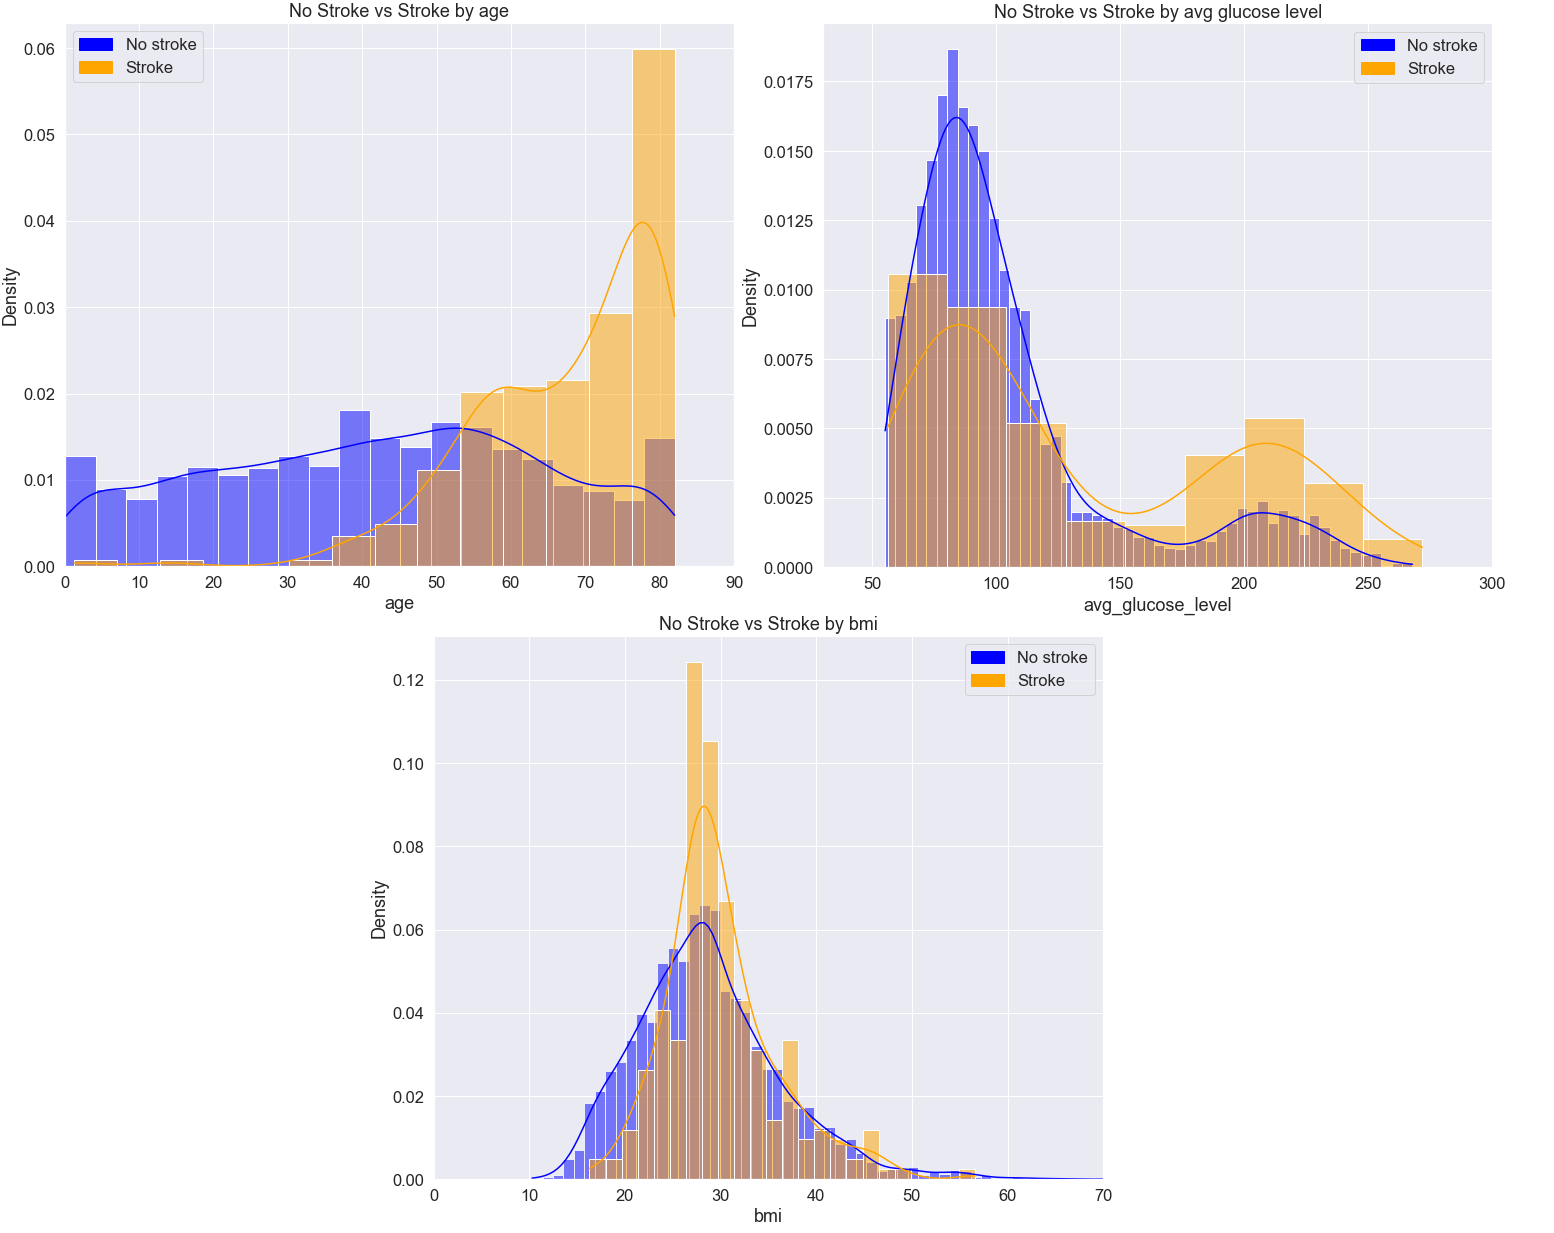 No Stroke vs Stroke by age
No stroke
Stroke
Density
0.06
0.05
0.04
0.03
0.02
0.01
0.00
0 10 20 30 40 50 60 70 80 90
age
No Stroke vs Stroke by avg glucose level
No stroke
Stroke
Density
0.0175
0.0150
0.0125
0.0100
0.0075
0.0050
0.0025
0.0000
50 100 150 200 250 300
avg_glucose_level
No Stroke vs Stroke by bmi
No stroke
Stroke
Density
0.12
0.10
0.08
0.06
0.04
0.02
0.00
0 10 20 30 40 50 60 70
bmi